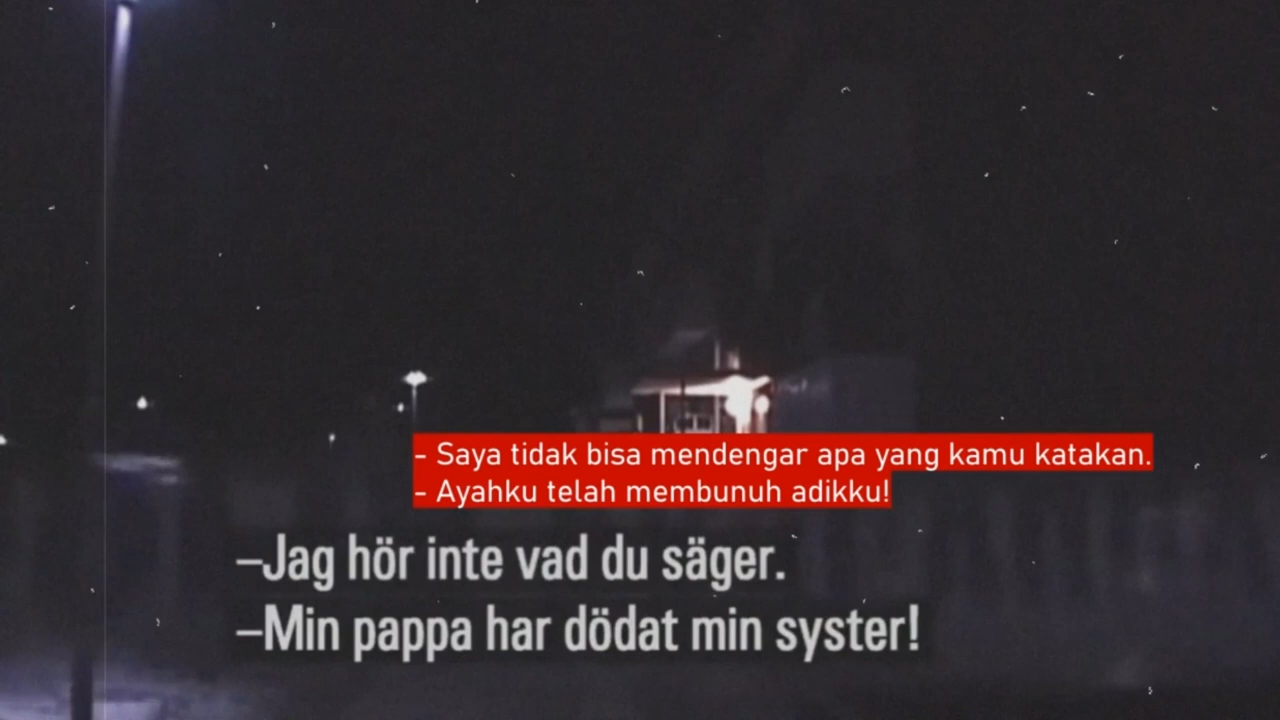 - Saya tidak bisa mendengar apa yang kamu katakan.
- Ayahku telah membunuh adikku!
–Jag hör inte vad du säger.
–Min pappa har dödat min syster!